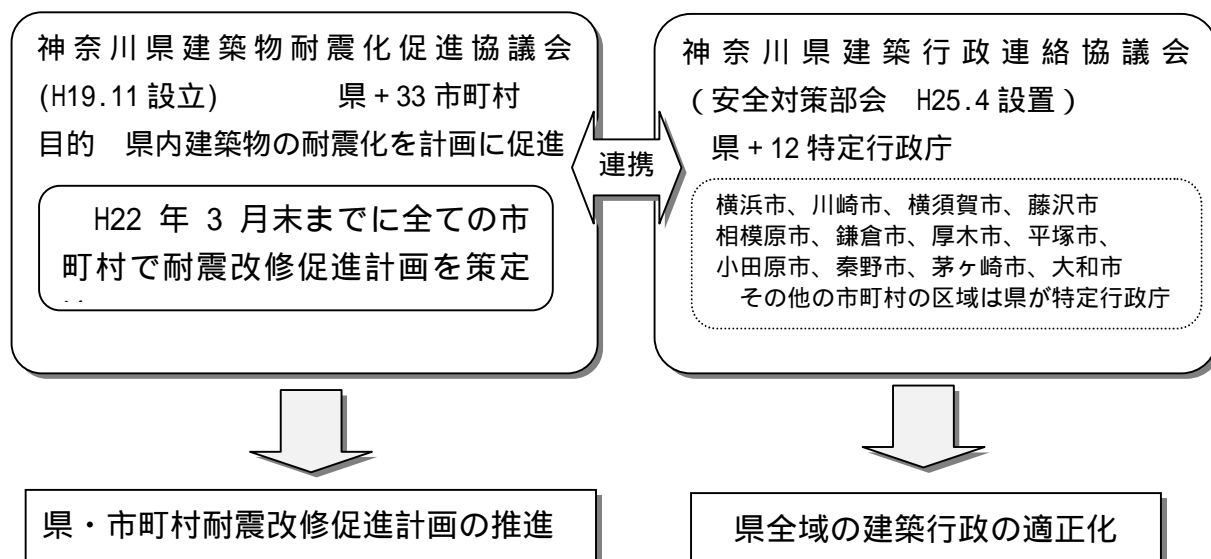 神奈川県建築物耐震化促進協議会
(H19.11 設立)　県 + 33 市町村
目的　県内建築物の耐震化を計画に促進
H22 年 3 月末までに全ての市
町村で耐震改修促進計画を策定
連携
神奈川県建築行政連絡協議会
（安全対策部会　H25.4 設置）
県 + 12 特定行政庁
横浜市、川崎市、横須賀市、藤沢市
相模原市、鎌倉市、厚木市、平塚市、
小田原市、秦野市、茅ヶ崎市、大和市
その他の市町村の区域は県が特定行政庁
県・市町村耐震改修促進計画の推進
県全域の建築行政の適正化